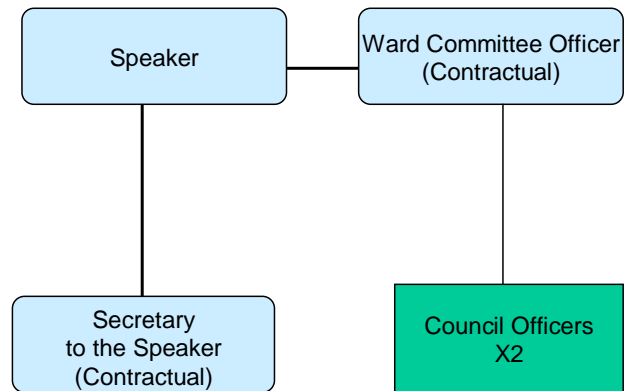 Speaker
Ward Committee Officer
(Contractual)
Secretary
to the Speaker
(Contractual)
Council Officers
X2